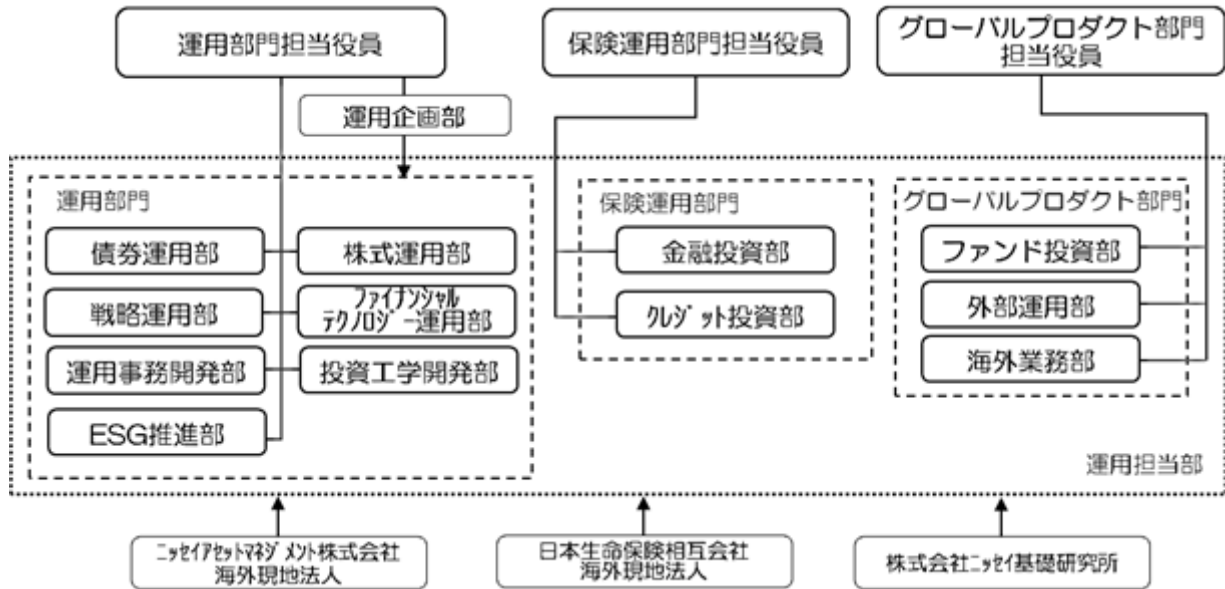 運用部門担当役員
保険運用部門担当役員
グローバルプロダクト部門
担当役員
運用企画部
運用部門
債券運用部
株式運用部
戦略運用部
ファイナンシャル
テクノロジー運用部
運用事務開発部
投資工学開発部
ESG推進部
保険運用部門
金融投資部
クレジット投資部
グローバルプロダクト部門
ファンド投資部
外部運用部
海外業務部
運用担当部
ニッセイアセットマネジメント株式会社
海外現地法人
日本生命保険相互会社
海外現地法人
株式会社ニッセイ基礎研究所